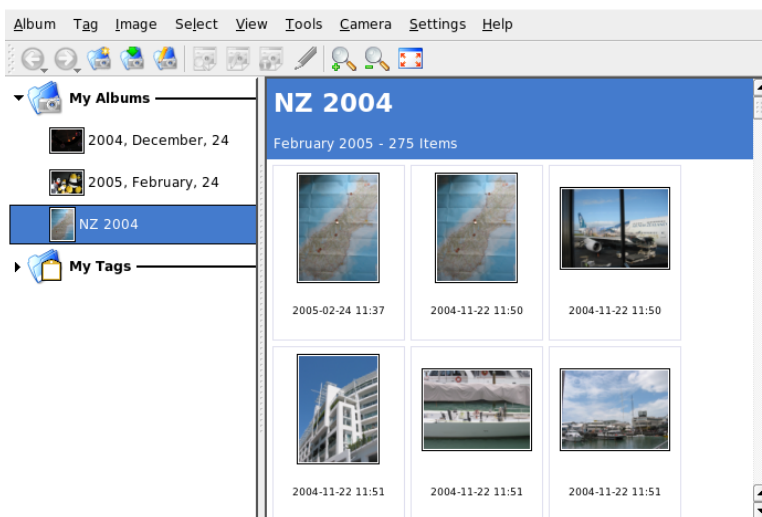 Album Tag Image Select View Tools Camera Settings Help
My Albums
2004, December, 24
2005, February, 24
NZ 2004
My Tags
NZ 2004
February 2005 - 275 Items
2005-02-24 11:37 2004-11-22 11:50 2004-11-22 11:50
2004-11-22 11:51 2004-11-22 11:51 2004-11-22 11:51